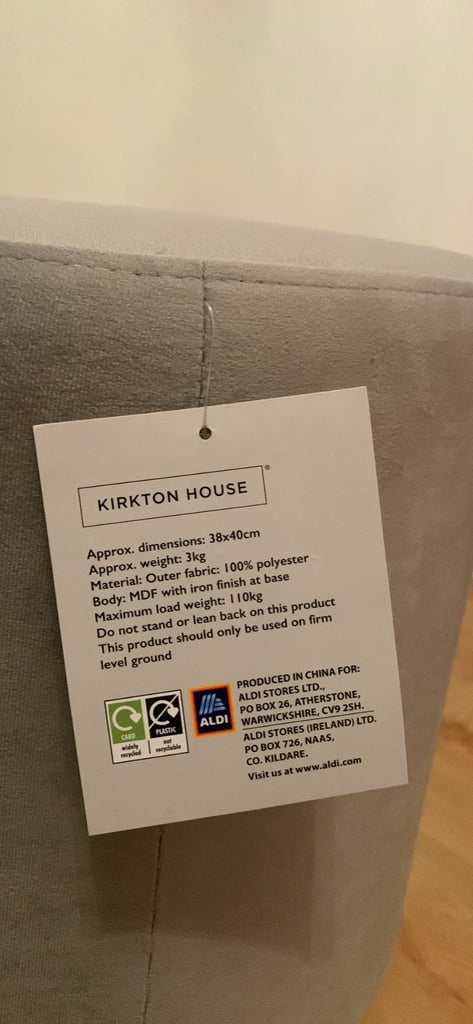 KIRKTON HOUSE
Approx. dimensions: 38x40cm
Approx. weight: 3kg
Material: Outer fabric: 100% polyester
Body: MDF with iron finish at base
Maximum load weight: 110kg
Do not stand or lean back on this product
This product should only be used on firm
level ground
CARD
widely
recycled
PLASTIC
not
recyclable
ALDI
PRODUCED IN CHINA FOR:
ALDI STORES LTD.,
PO BOX 26, ATHERSTONE,
WARWICKSHIRE, CV9 2SH.
ALDI STORES (IRELAND) LTD.
PO BOX 726, NAAS,
CO. KILDARE.
Visit us at www.aldi.com